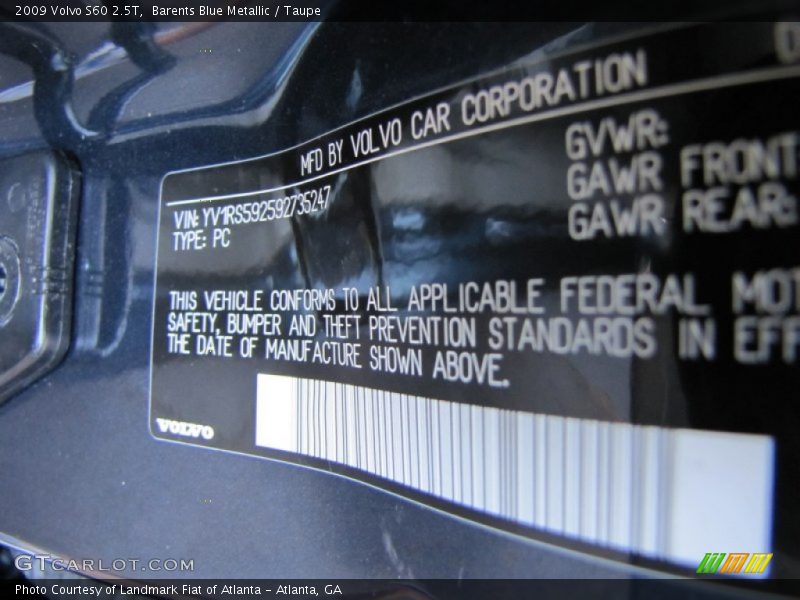 2009 Volvo S60 2.5T, Barents Blue Metallic / Taupe
MFD BY VOLVO CAR CORPORATION
VIN: YV1RS592592735247
TYPE: PC
GVWR:
GAWR FRONT
GAWR REAR:
THIS VEHICLE CONFORMS TO ALL APPLICABLE FEDERAL MOT
SAFETY, BUMPER AND THEFT PREVENTION STANDARDS IN EFF
THE DATE OF MANUFACTURE SHOWN ABOVE.
VOLVO
GTCARLOT.COM
Photo Courtesy of Landmark Fiat of Atlanta - Atlanta, GA